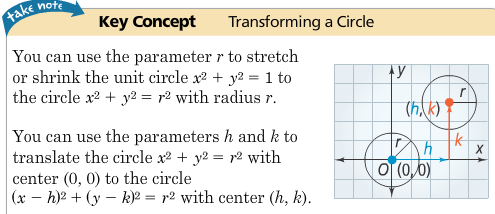 take note
Key Concept Transforming a Circle
You can use the parameter r to stretch
or shrink the unit circle x² + y² = 1 to
the circle x² + y² = r² with radius r.
You can use the parameters h and k to
translate the circle x² + y² = r² with
center (0, 0) to the circle
(x − h)² + (y − k)² = r² with center (h, k).
y
r
(h, k)
r
h
k
x
O (0, 0)